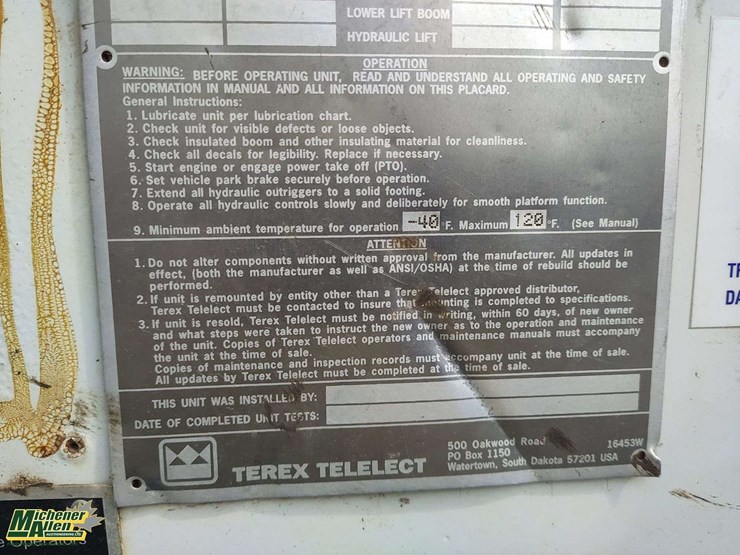 LOWER LIFT BOOM
HYDRAULIC LIFT
OPERATION
WARNING: BEFORE OPERATING UNIT, READ AND UNDERSTAND ALL OPERATING AND SAFETY
INFORMATION IN MANUAL AND ALL INFORMATION ON THIS PLACARD.
General Instructions:
1. Lubricate unit per lubrication chart.
2. Check unit for visible defects or loose objects.
3. Check insulated boom and other insulating material for cleanliness.
4. Check all decals for legibility. Replace if necessary.
5. Start engine or engage power take off (PTO).
6. Set vehicle park brake securely before operation.
7. Extend all hydraulic outriggers to a solid footing.
8. Operate all hydraulic controls slowly and deliberately for smooth platform function.
9. Minimum ambient temperature for operation -40 °F. Maximum 120 °F. (See Manual)
ATTENTION
1. Do not alter components without written approval from the manufacturer. All updates in
effect, (both the manufacturer as well as ANSI/OSHA) at the time of rebuild should be
performed.
2. If unit is remounted by entity other than a Terex Telelect approved distributor,
Terex Telelect must be contacted to insure that mounting is completed to specifications.
3. If unit is resold, Terex Telelect must be notified in writing, within 60 days, of new owner
and what steps were taken to instruct the new owner as to the operation and maintenance
of the unit. Copies of Terex Telelect operators and maintenance manuals must accompany
the unit at the time of sale.
Copies of maintenance and inspection records must accompany unit at the time of sale.
All updates by Terex Telelect must be completed at the time of sale.
THIS UNIT WAS INSTALLED BY:
DATE OF COMPLETED UNIT TESTS:
TEREX TELELECT
500 Oakwood Road
PO Box 1150
Watertown, South Dakota 57201 USA
16453W
TR
DA
Michener
Allen
AUCTIONEERING LTD.
e Operators